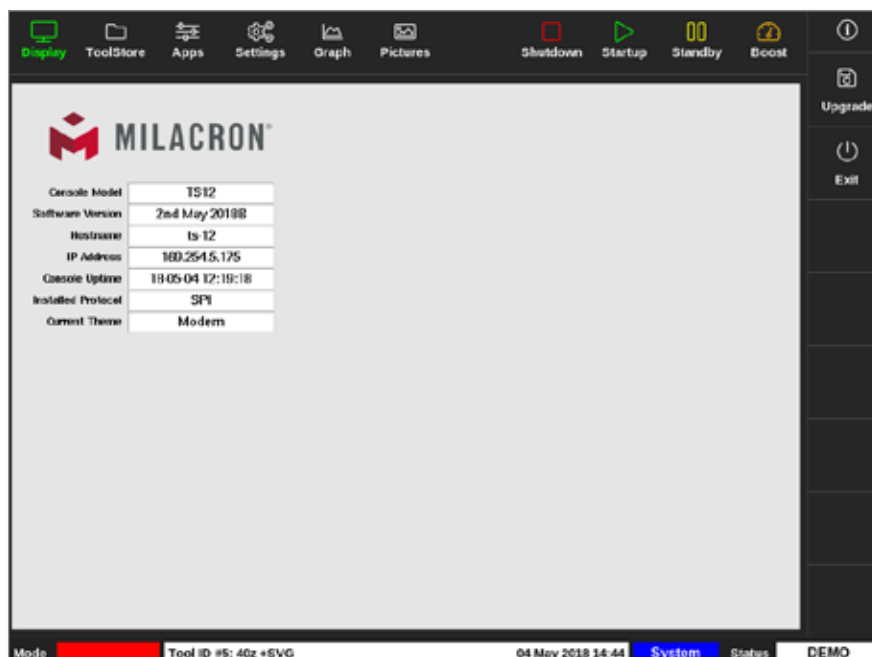 Display ToolStore Apps Settings Graph Pictures Shutdown Startup Standby Boost
Upgrade
Exit
MILACRON®
Console Model TS12
Software Version 2nd May 2018B
Hostname ts-12
IP Address 169.254.5.175
Console Uptime 18-05-04 12:19:18
Installed Protocol SPI
Current Theme Modern
Mode Tool ID #5: 40z +SVG 04 May 2018 14:44 System Status DEMO